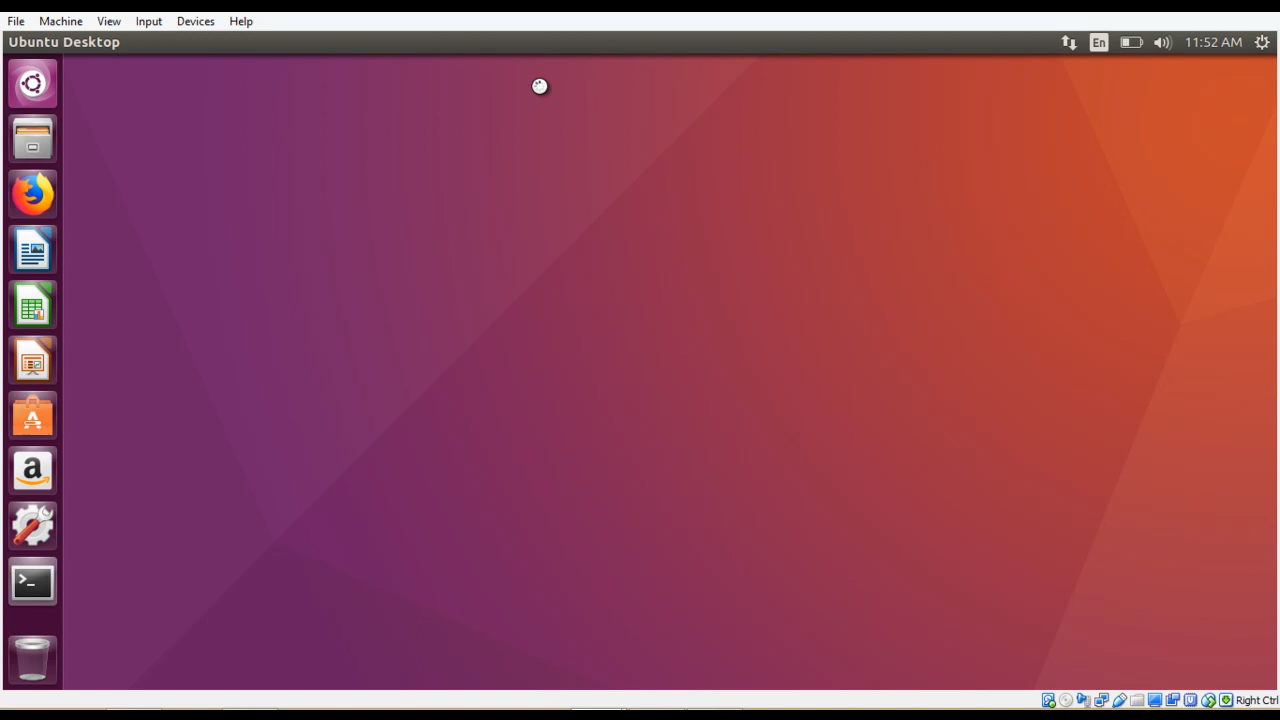 File Machine View Input Devices Help
Ubuntu Desktop En 11:52 AM
Right Ctrl